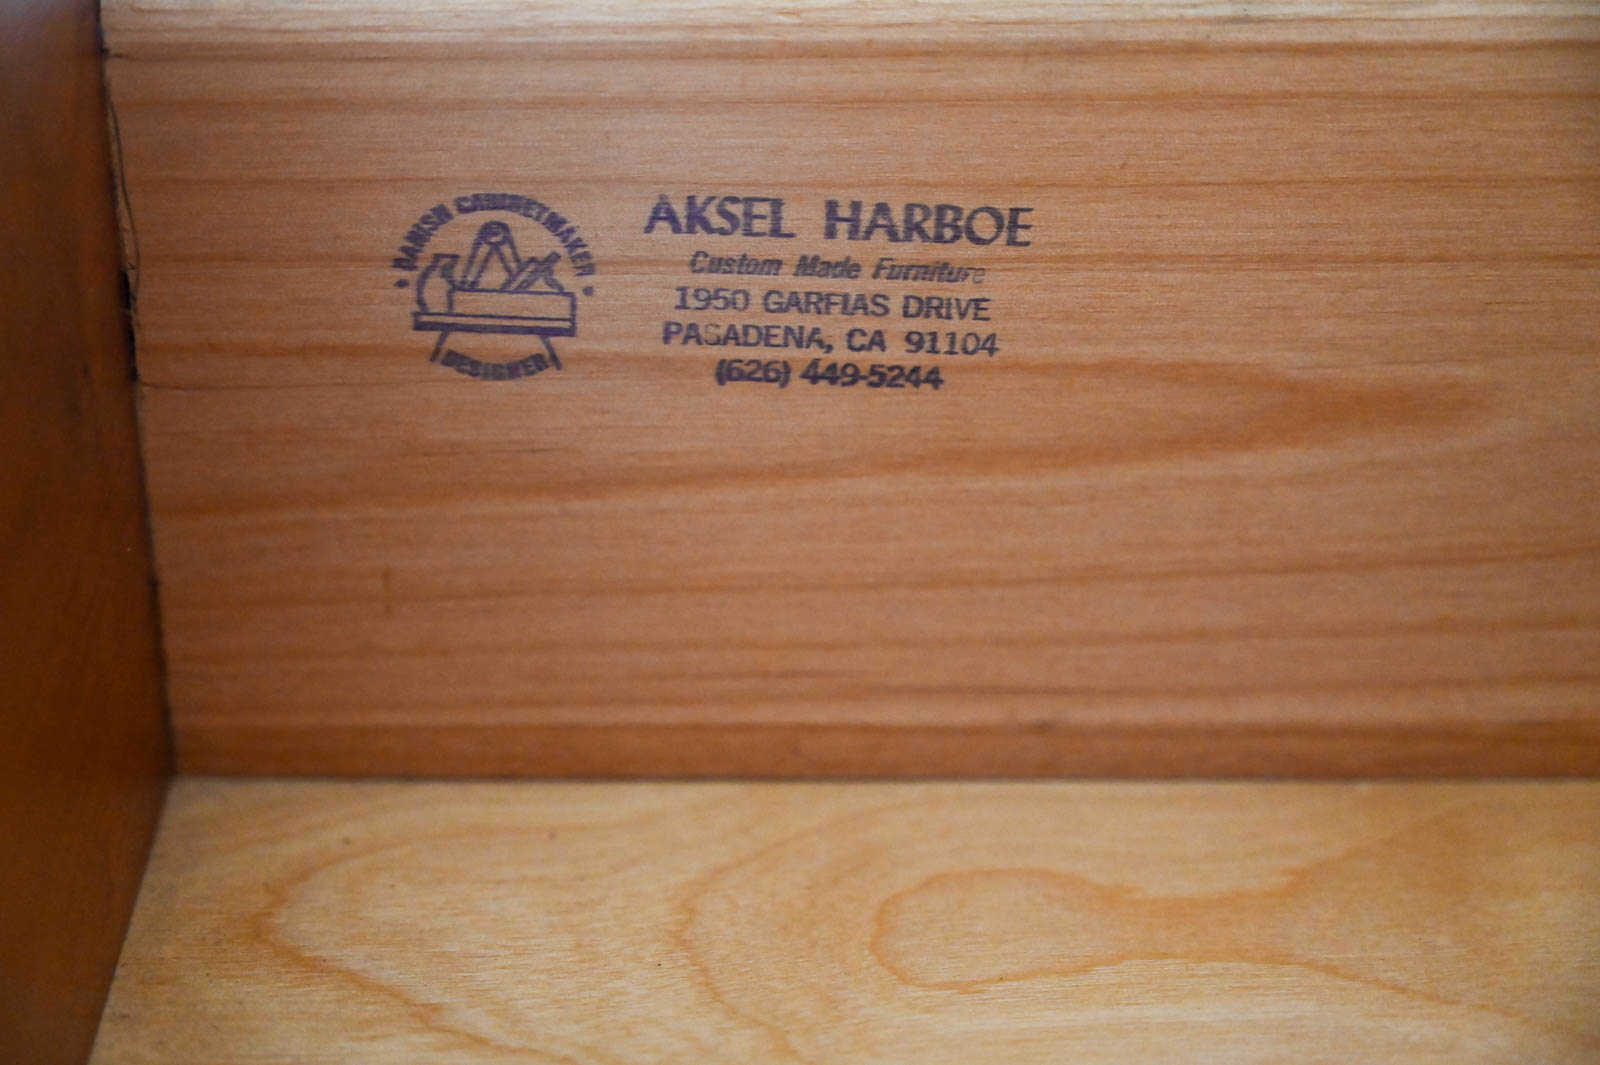 • DANISH CABINETMAKER •
DESIGNER
AKSEL HARBOE
Custom Made Furniture
1950 GARFIAS DRIVE
PASADENA, CA 91104
(626) 449-5244